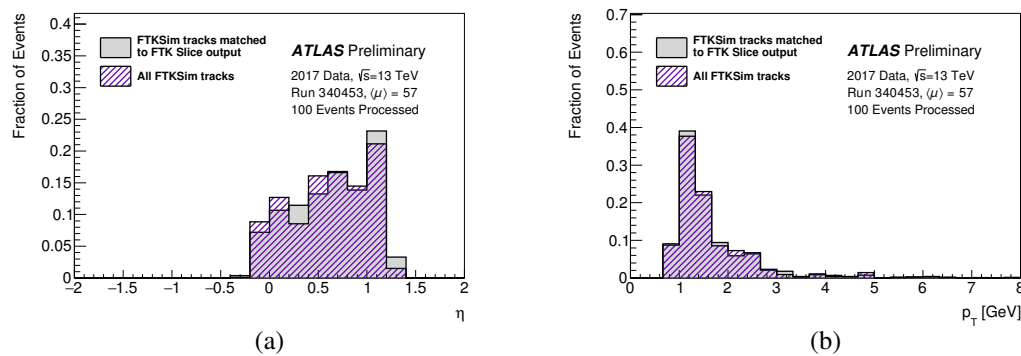 Fraction of Events
0.4
0.35
0.3
0.25
0.2
0.15
0.1
0.05
0
FTKSim tracks matched
to FTK Slice output
All FTKSim tracks
ATLAS Preliminary
2017 Data, √s=13 TeV
Run 340453, ⟨μ⟩ = 57
100 Events Processed
−2 −1.5 −1 −0.5 0 0.5 1 1.5 2
η
(a)
Fraction of Events
0.7
0.6
0.5
0.4
0.3
0.2
0.1
0
FTKSim tracks matched
to FTK Slice output
All FTKSim tracks
ATLAS Preliminary
2017 Data, √s=13 TeV
Run 340453, ⟨μ⟩ = 57
100 Events Processed
0 1 2 3 4 5 6 7 8
p_T [GeV]
(b)